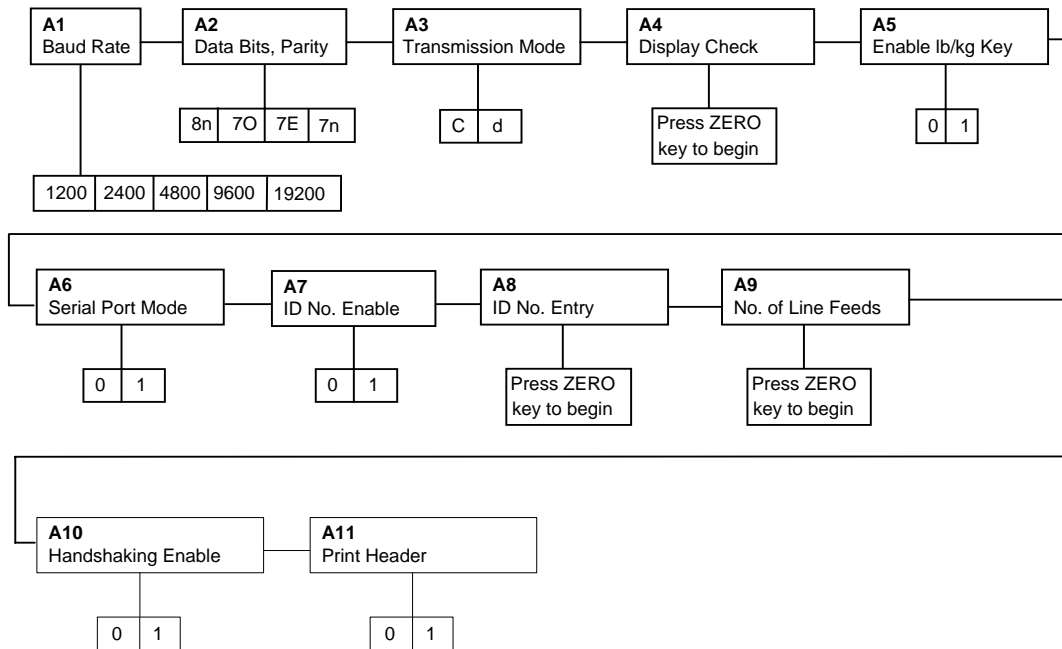 A1
Baud Rate
A2
Data Bits, Parity
A3
Transmission Mode
A4
Display Check
A5
Enable lb/kg Key
8n 7O 7E 7n
C d
Press ZERO
key to begin
0 1
1200 2400 4800 9600 19200
A6
Serial Port Mode
A7
ID No. Enable
A8
ID No. Entry
A9
No. of Line Feeds
0 1
0 1
Press ZERO
key to begin
Press ZERO
key to begin
A10
Handshaking Enable
A11
Print Header
0 1
0 1